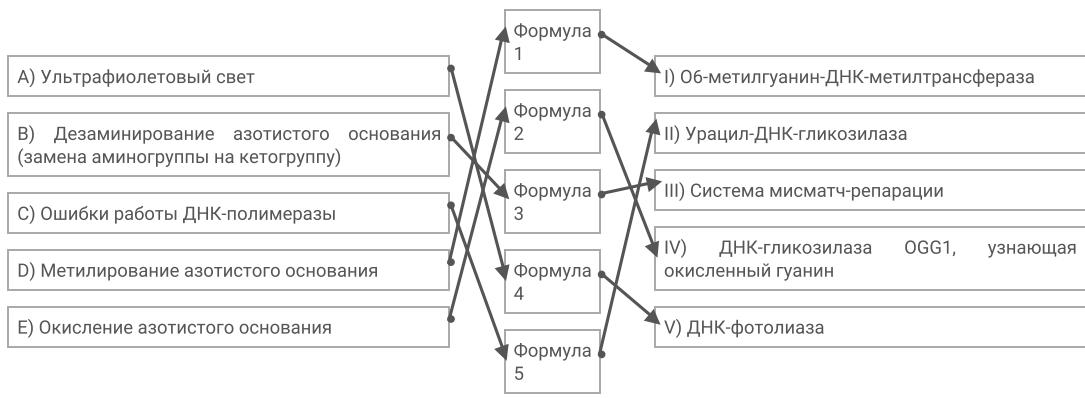 А) Ультрафиолетовый свет
В) Дезаминирование азотистого основания
(замена аминогруппы на кетогруппу)
С) Ошибки работы ДНК-полимеразы
D) Метилирование азотистого основания
Е) Окисление азотистого основания
Формула
1
Формула
2
Формула
3
Формула
4
Формула
5
I) О6-метилгуанин-ДНК-метилтрансфераза
II) Урацил-ДНК-гликозилаза
III) Система мисматч-репарации
IV) ДНК-гликозилаза OGG1, узнающая
окисленный гуанин
V) ДНК-фотолиаза